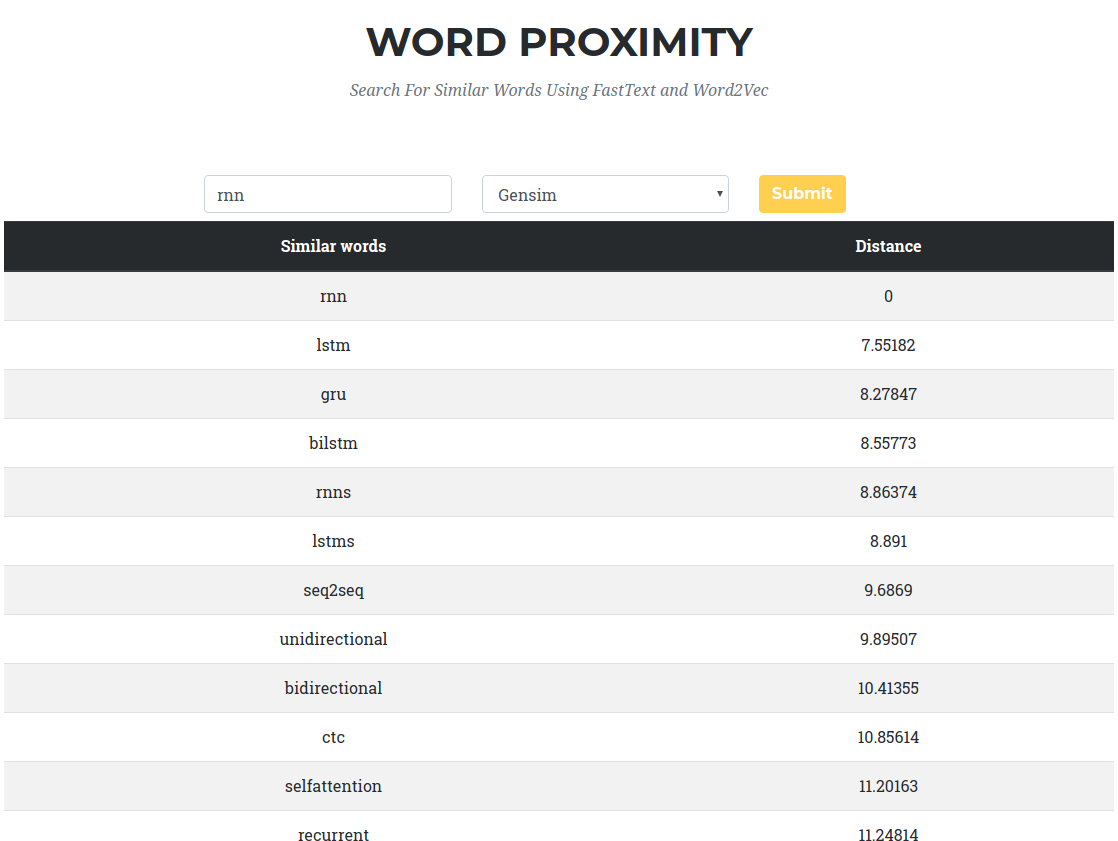 WORD PROXIMITY
Search For Similar Words Using FastText and Word2Vec
rnn Gensim Submit
Similar words Distance
rnn 0
lstm 7.55182
gru 8.27847
bilstm 8.55773
rnns 8.86374
lstms 8.891
seq2seq 9.6869
unidirectional 9.89507
bidirectional 10.41355
ctc 10.85614
selfattention 11.20163
recurrent 11.24814